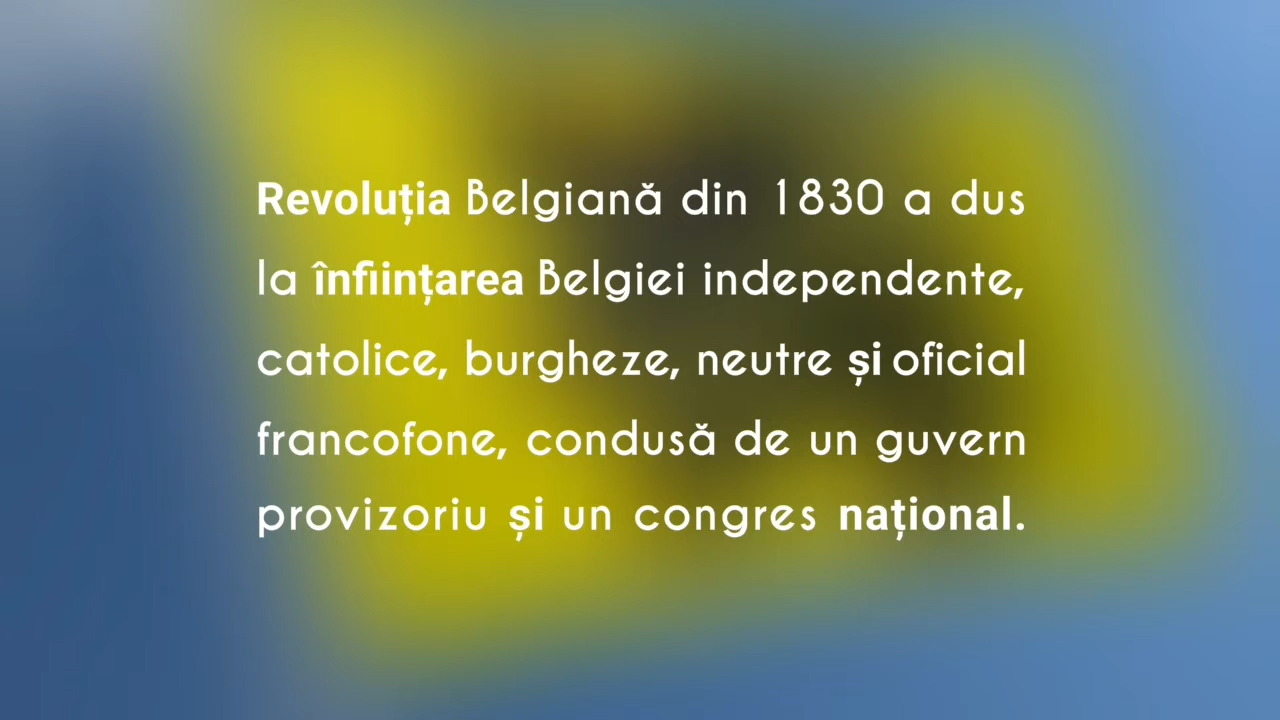 Revoluția Belgiană din 1830 a dus
la înființarea Belgiei independente,
catolice, burgheze, neutre și oficial
francofone, condusă de un guvern
provizoriu și un congres național.